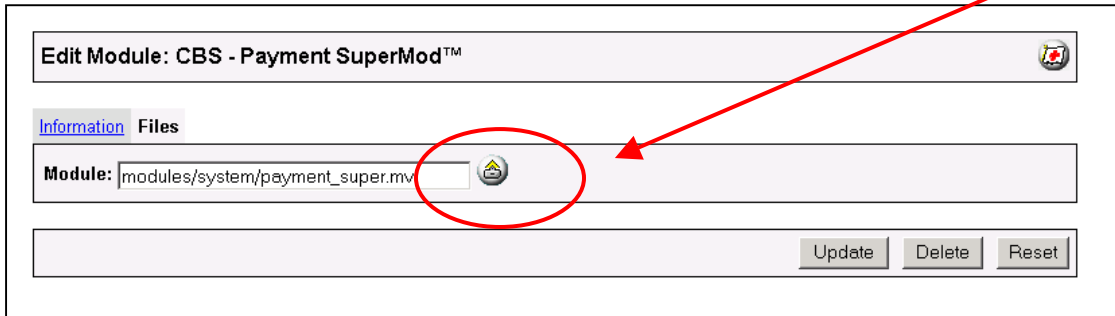 Edit Module: CBS - Payment SuperMod™
Information Files
Module: modules/system/payment_super.mv
Update Delete Reset